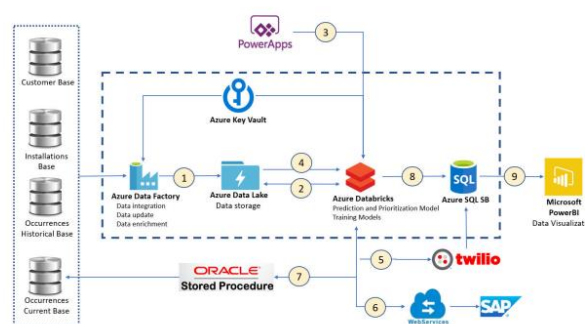 3
PowerApps
Customer Base
Azure Key Vault
Installations
Base
1
4
2
8
SQL
9
Azure Data Factory
Data integration
Data update
Data enrichment
Azure Data Lake
Data storage
Azure Databricks
Prediction and Prioritization Model
Training Models
Azure SQL SB
Microsoft
PowerBI
Data Visualizat
Occurrences
Historical Base
5
twilio
ORACLE
Stored Procedure
7
Occurrences
Current Base
6
WebServices
SAP